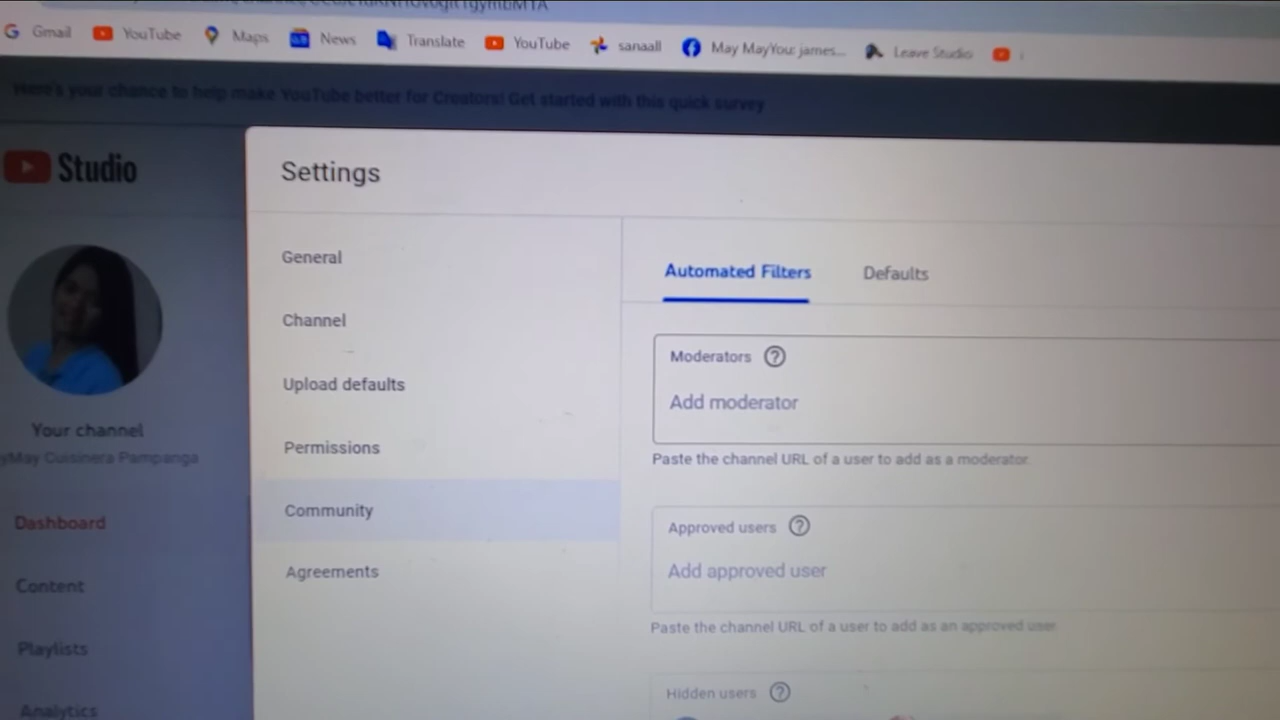 Gmail YouTube Maps News Translate YouTube sanaall May MayYou: james... Leave Studio
Here's your chance to help make YouTube better for Creators! Get started with this quick survey
Studio
Settings
General
Channel
Upload defaults
Permissions
Community
Agreements
Your channel
yMay Cuisinera Pampanga
Dashboard
Content
Playlists
Analytics
Automated Filters Defaults
Moderators ?
Add moderator
Paste the channel URL of a user to add as a moderator.
Approved users ?
Add approved user
Paste the channel URL of a user to add as an approved user
Hidden users ?